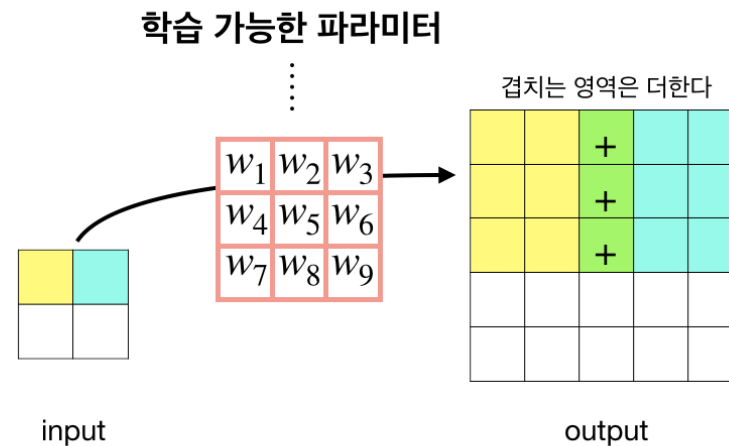 학습 가능한 파라미터
겹치는 영역은 더한다
w1 w2 w3
w4 w5 w6
w7 w8 w9
+
+
+
input
output